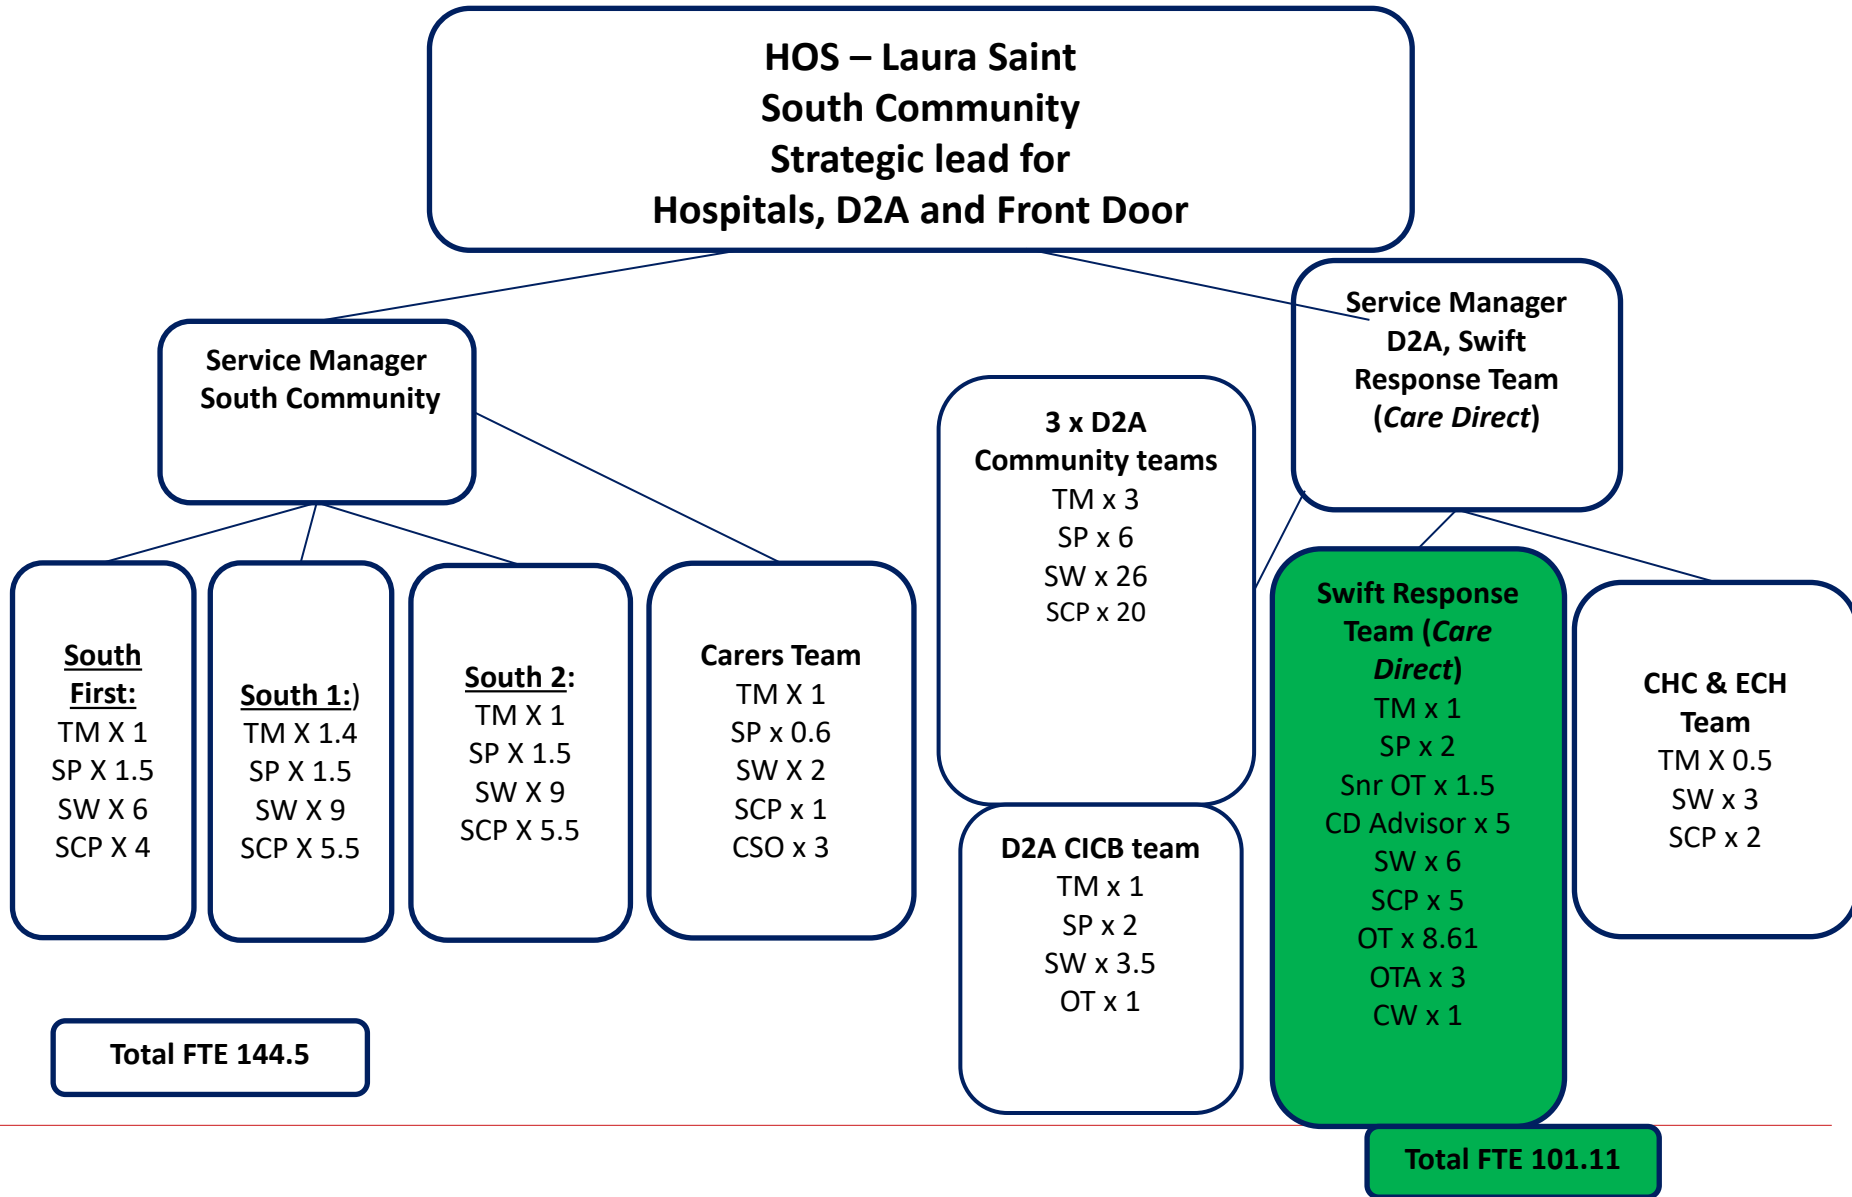 HOS – Laura Saint
South Community
Strategic lead for
Hospitals, D2A and Front Door
Service Manager
South Community
Service Manager
D2A, Swift
Response Team
(Care Direct)
South
First:
TM X 1
SP X 1.5
SW X 6
SCP X 4
South 1:)
TM X 1.4
SP X 1.5
SW X 9
SCP X 5.5
South 2:
TM X 1
SP X 1.5
SW X 9
SCP X 5.5
Carers Team
TM X 1
SP x 0.6
SW X 2
SCP x 1
CSO x 3
3 x D2A
Community teams
TM x 3
SP x 6
SW x 26
SCP x 20
D2A CICB team
TM x 1
SP x 2
SW x 3.5
OT x 1
Swift Response
Team (Care
Direct)
TM x 1
SP x 2
Snr OT x 1.5
CD Advisor x 5
SW x 6
SCP x 5
OT x 8.61
OTA x 3
CW x 1
CHC & ECH
Team
TM X 0.5
SW x 3
SCP x 2
Total FTE 144.5
Total FTE 101.11